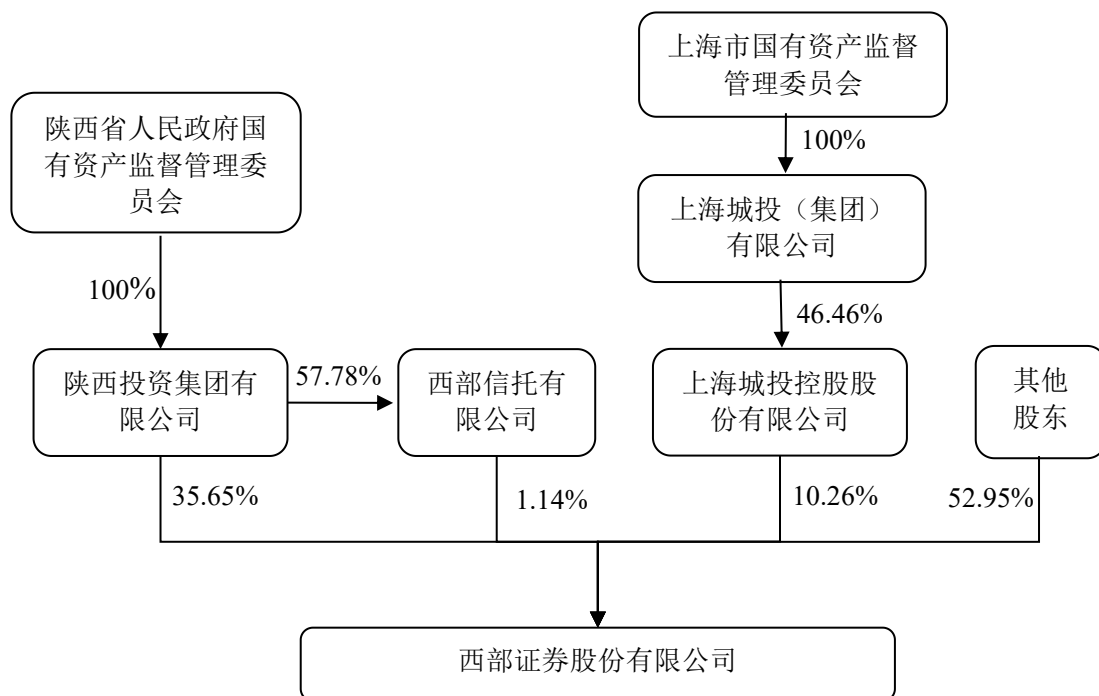 上海市国有资产监督
管理委员会
陕西省人民政府国
有资产监督管理委
员会
100%
上海城投（集团）
有限公司
100%
46.46%
陕西投资集团有
限公司
57.78%
西部信托有
限公司
上海城投控股股
份有限公司
其他
股东
35.65%
1.14%
10.26%
52.95%
西部证券股份有限公司